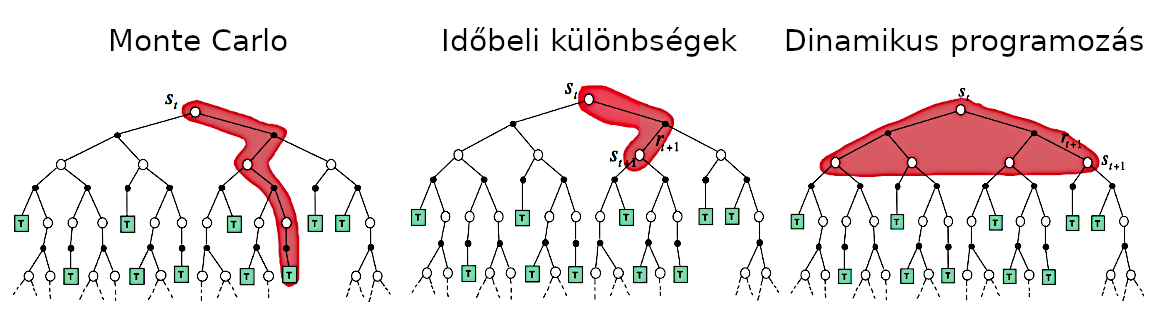 Monte Carlo
Időbeli különbségek
Dinamikus programozás
s_t
s_t
r_{t+1}
s_{t+1}
s_t
r_{t+1}
s_{t+1}
T T T T T
T T T T
T T T T T
T T T T
T T T T T
T T T T